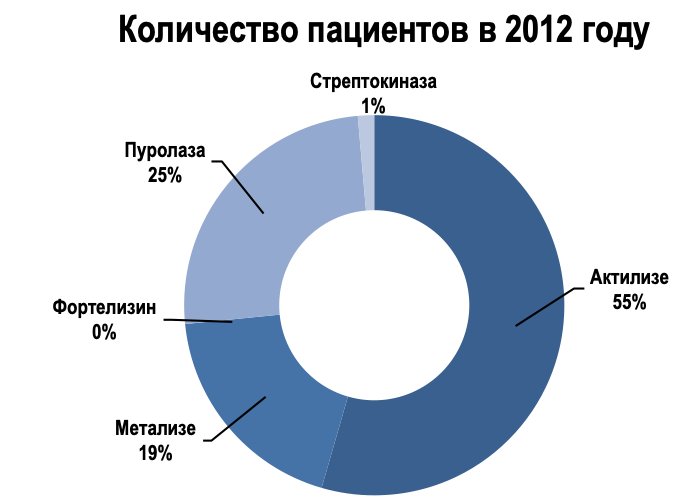 Количество пациентов в 2012 году
Стрептокиназа
1%
Пуролаза
25%
Актилизе
55%
Фортелизин
0%
Метализе
19%